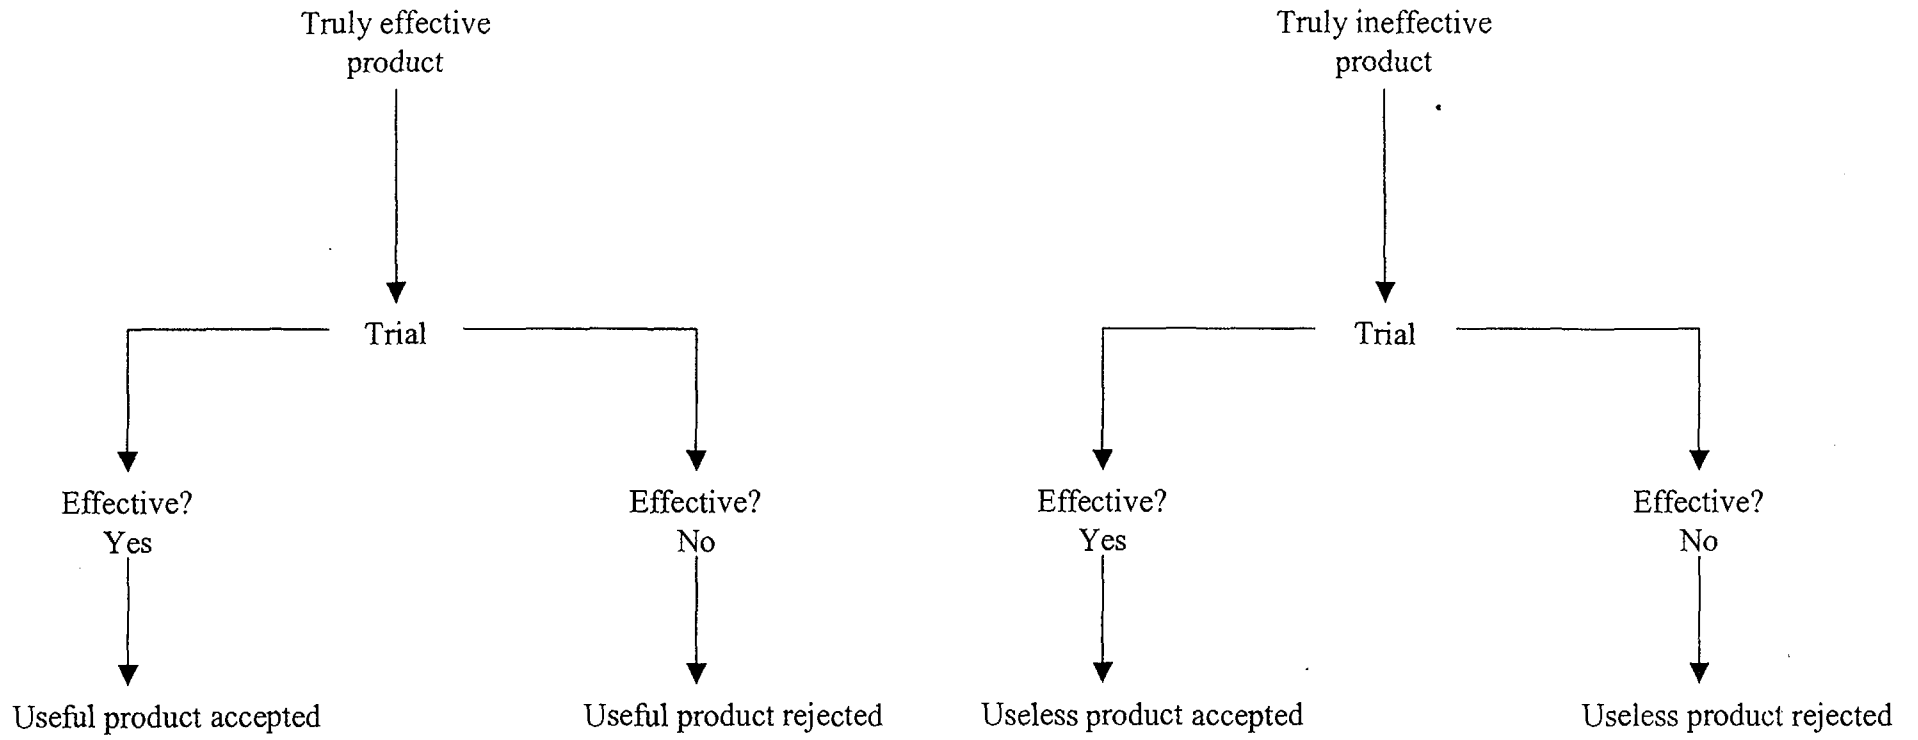 Truly effective
product
Truly ineffective
product
Trial
Trial
Effective?
Yes
Effective?
No
Effective?
Yes
Effective?
No
Useful product accepted
Useful product rejected
Useless product accepted
Useless product rejected